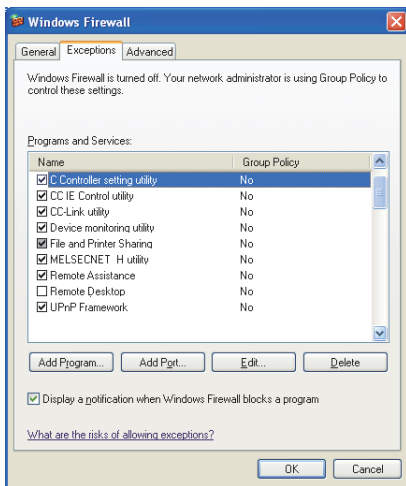 Windows Firewall
General Exceptions Advanced
Windows Firewall is turned off. Your network administrator is using Group Policy to
control these settings.
Programs and Services:
Name Group Policy
C Controller setting utility No
CC IE Control utility No
CC-Link utility No
Device monitoring utility No
File and Printer Sharing No
MELSECNET H utility No
Remote Assistance No
Remote Desktop No
UPnP Framework No
Add Program... Add Port... Edit... Delete
Display a notification when Windows Firewall blocks a program
What are the risks of allowing exceptions?
OK Cancel